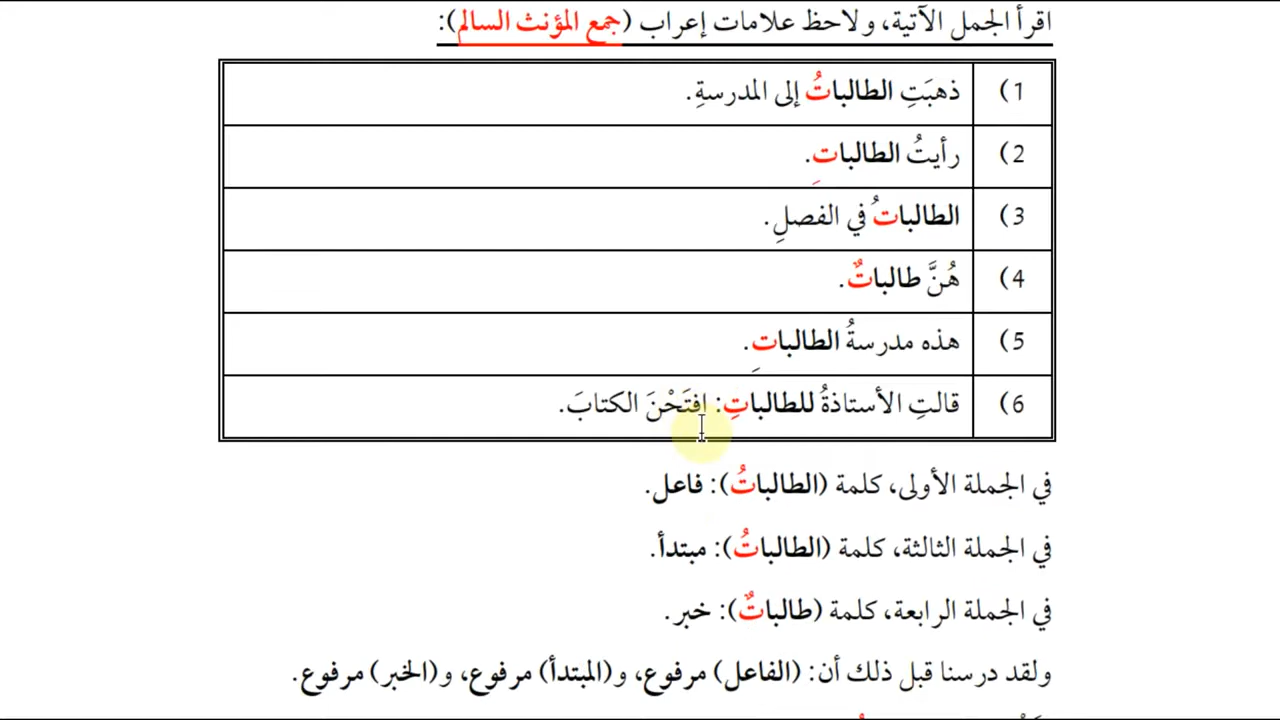 اقرأ الجمل الآتية، ولاحظ علامات إعراب (جمع المؤنث السالم):
1) ذهبَتِ الطالباتُ إلى المدرسةِ.
2) رأيتُ الطالباتِ.
3) الطالباتُ في الفصلِ.
4) هُنَّ طالباتٌ.
5) هذه مدرسةُ الطالباتِ.
6) قالتِ الأستاذةُ للطالباتِ: افتَحْنَ الكتابَ.
في الجملة الأولى، كلمة (الطالباتُ): فاعل.
في الجملة الثالثة، كلمة (الطالباتُ): مبتدأ.
في الجملة الرابعة، كلمة (طالباتٌ): خبر.
ولقد درسنا قبل ذلك أن: (الفاعل) مرفوع، و(المبتدأ) مرفوع، و(الخبر) مرفوع.